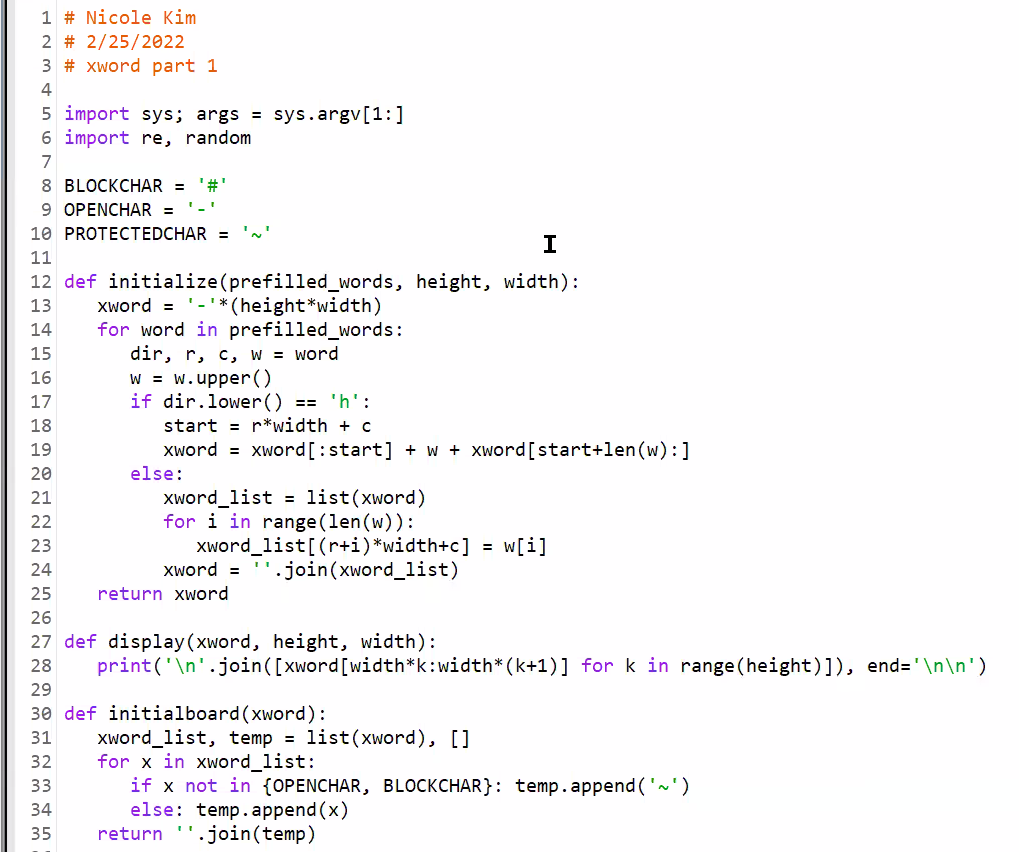 1 # Nicole Kim
2 # 2/25/2022
3 # xword part 1
4
5 import sys; args = sys.argv[1:]
6 import re, random
7
8 BLOCKCHAR = '#'
9 OPENCHAR = '-'
10 PROTECTEDCHAR = '~'
11
12 def initialize(prefilled_words, height, width):
13    xword = '-'*(height*width)
14    for word in prefilled_words:
15       dir, r, c, w = word
16       w = w.upper()
17       if dir.lower() == 'h':
18          start = r*width + c
19          xword = xword[:start] + w + xword[start+len(w):]
20       else:
21          xword_list = list(xword)
22          for i in range(len(w)):
23             xword_list[(r+i)*width+c] = w[i]
24          xword = ''.join(xword_list)
25    return xword
26
27 def display(xword, height, width):
28    print('\n'.join([xword[width*k:width*(k+1)] for k in range(height)]), end='\n\n')
29
30 def initialboard(xword):
31    xword_list, temp = list(xword), []
32    for x in xword_list:
33       if x not in {OPENCHAR, BLOCKCHAR}: temp.append('~')
34       else: temp.append(x)
35    return ''.join(temp)